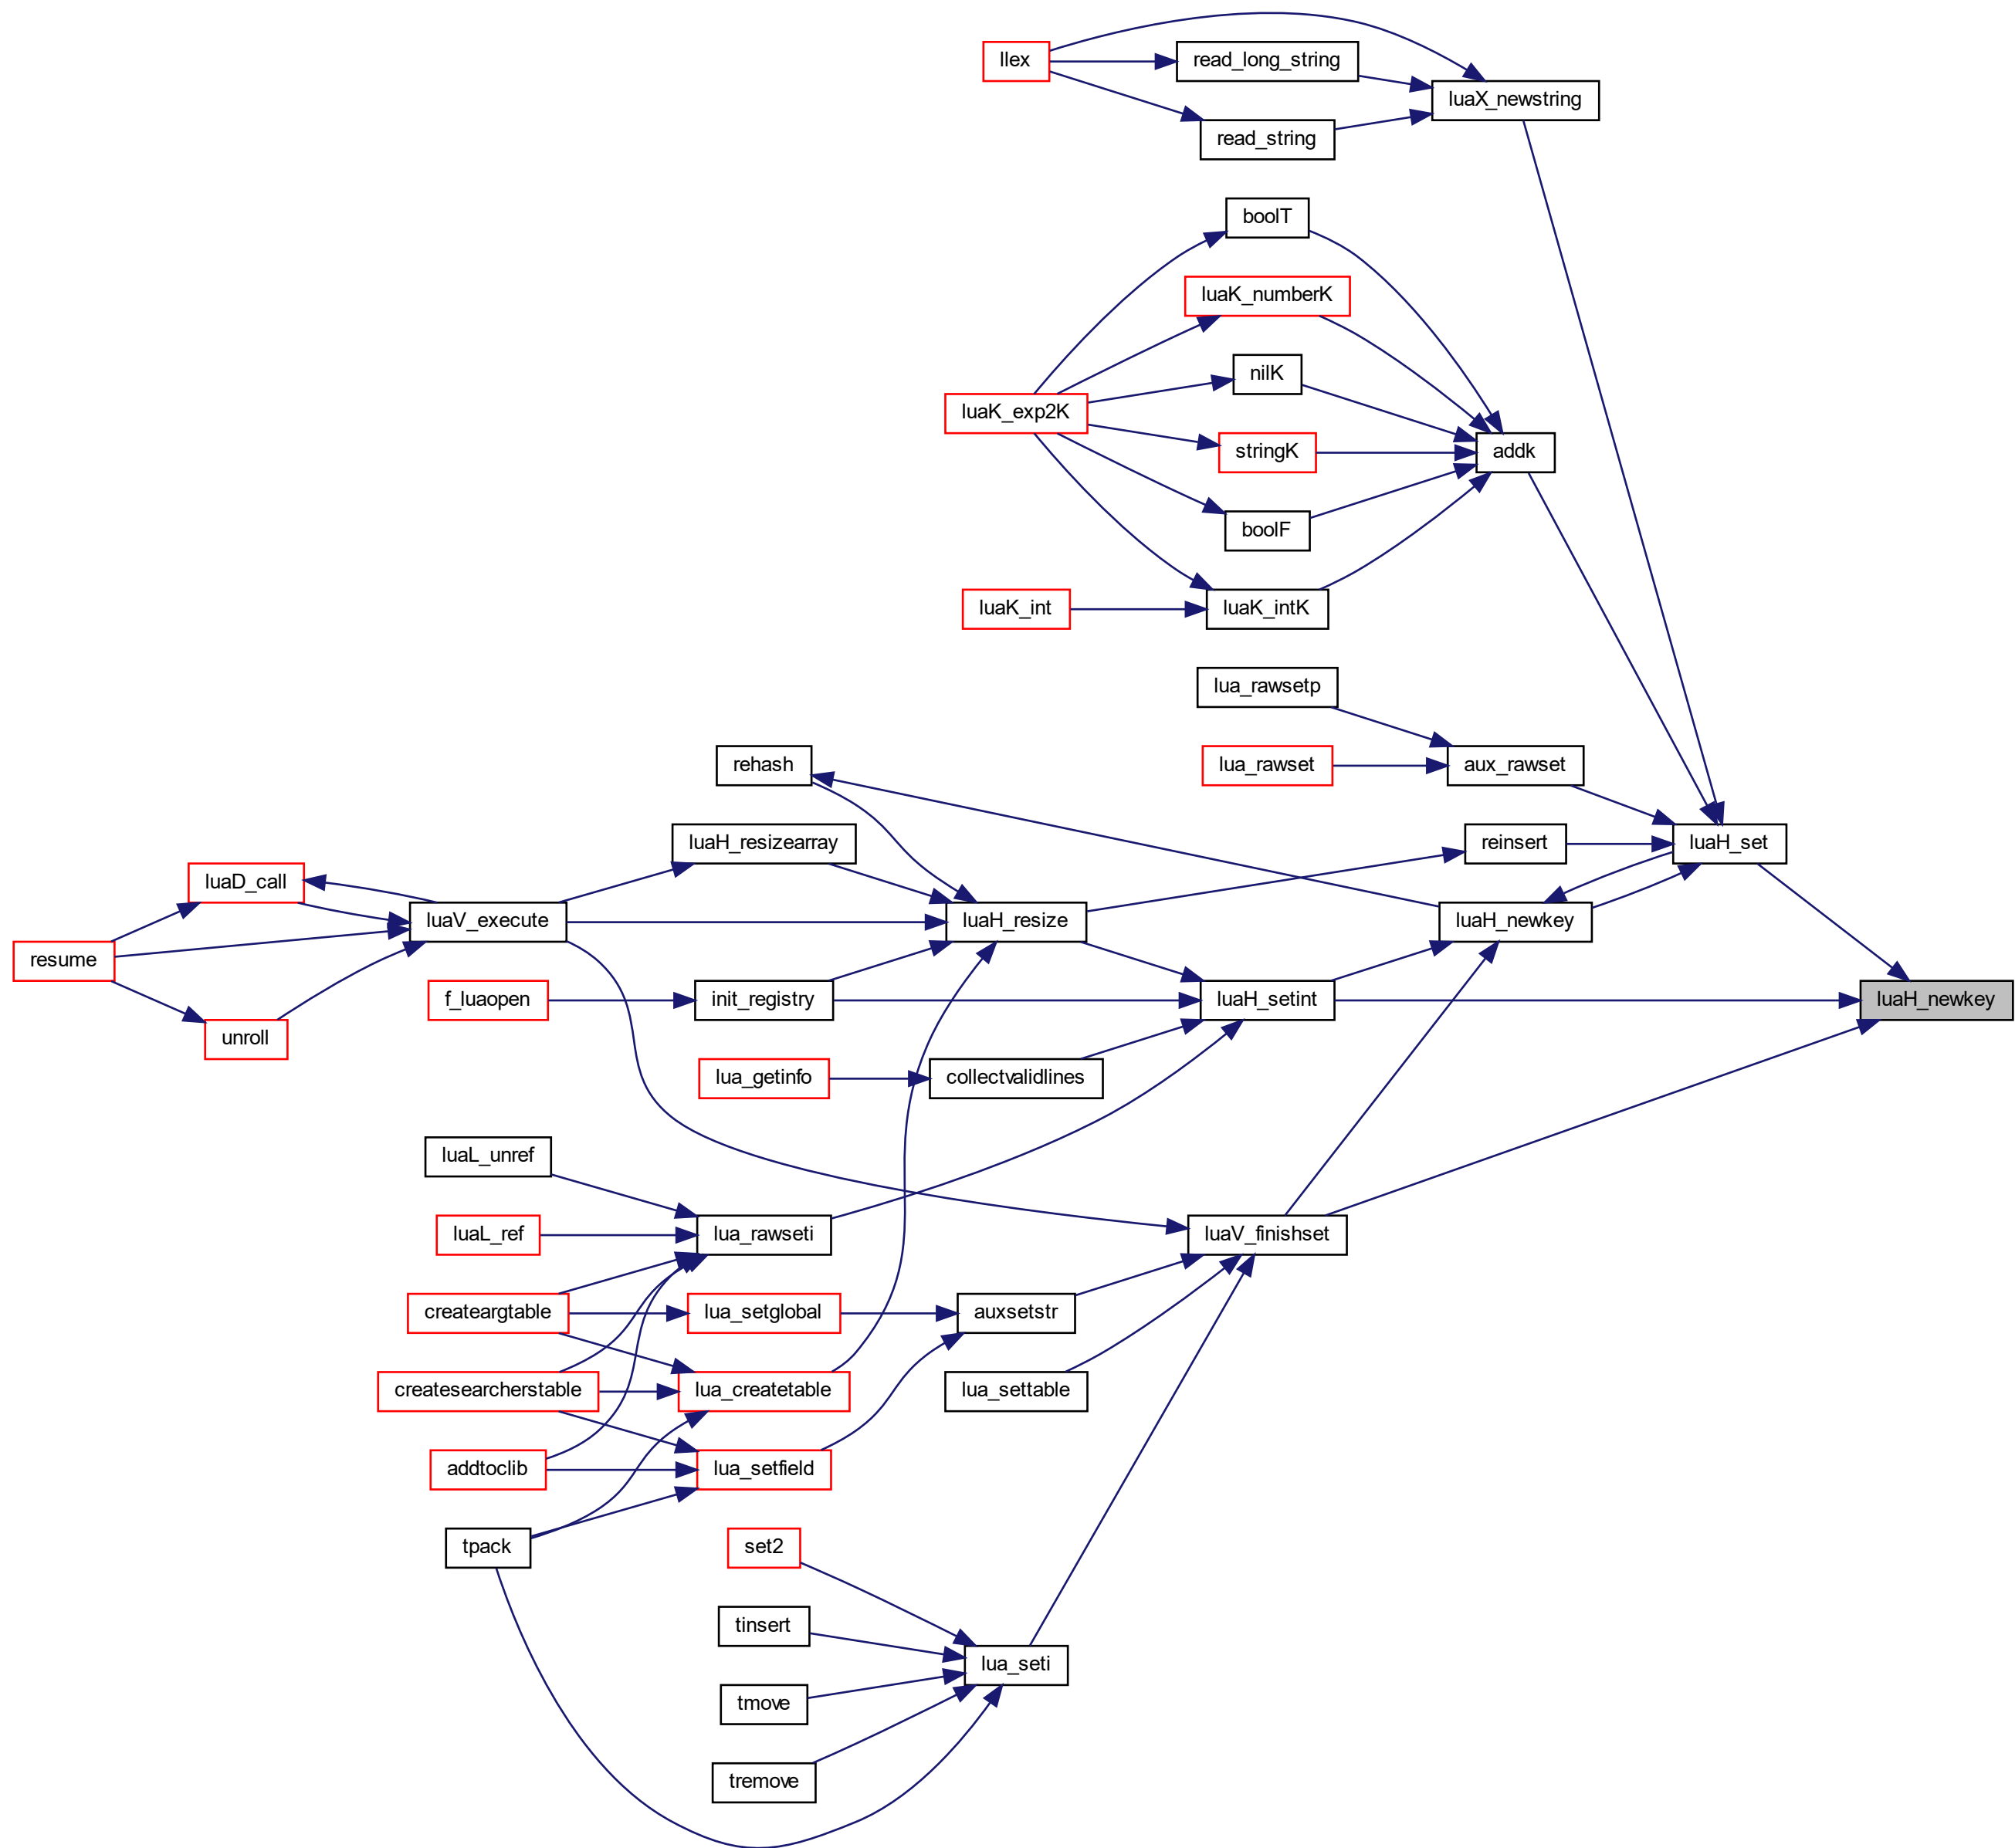 llex
read_long_string
luaX_newstring
read_string
boolT
luaK_numberK
nilK
luaK_exp2K
stringK
addk
boolF
luaK_int
luaK_intK
lua_rawsetp
rehash
lua_rawset
aux_rawset
luaH_resizearray
reinsert
luaH_set
luaD_call
luaV_execute
luaH_resize
luaH_newkey
resume
f_luaopen
init_registry
luaH_setint
luaH_newkey
unroll
lua_getinfo
collectvalidlines
luaL_unref
luaL_ref
lua_rawseti
luaV_finishset
createargtable
lua_setglobal
auxsetstr
createsearcherstable
lua_createtable
lua_settable
addtoclib
lua_setfield
tpack
set2
tinsert
lua_seti
tmove
tremove